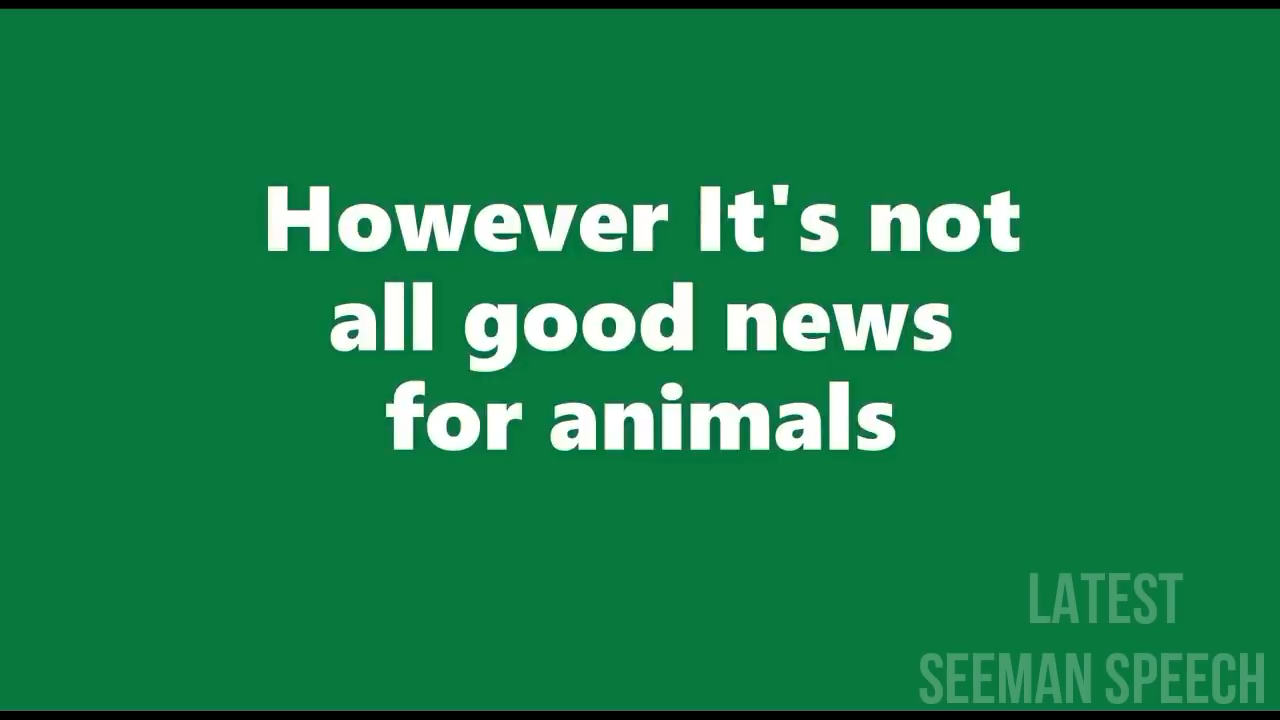 However It's not
all good news
for animals
LATEST
SEEMAN SPEECH